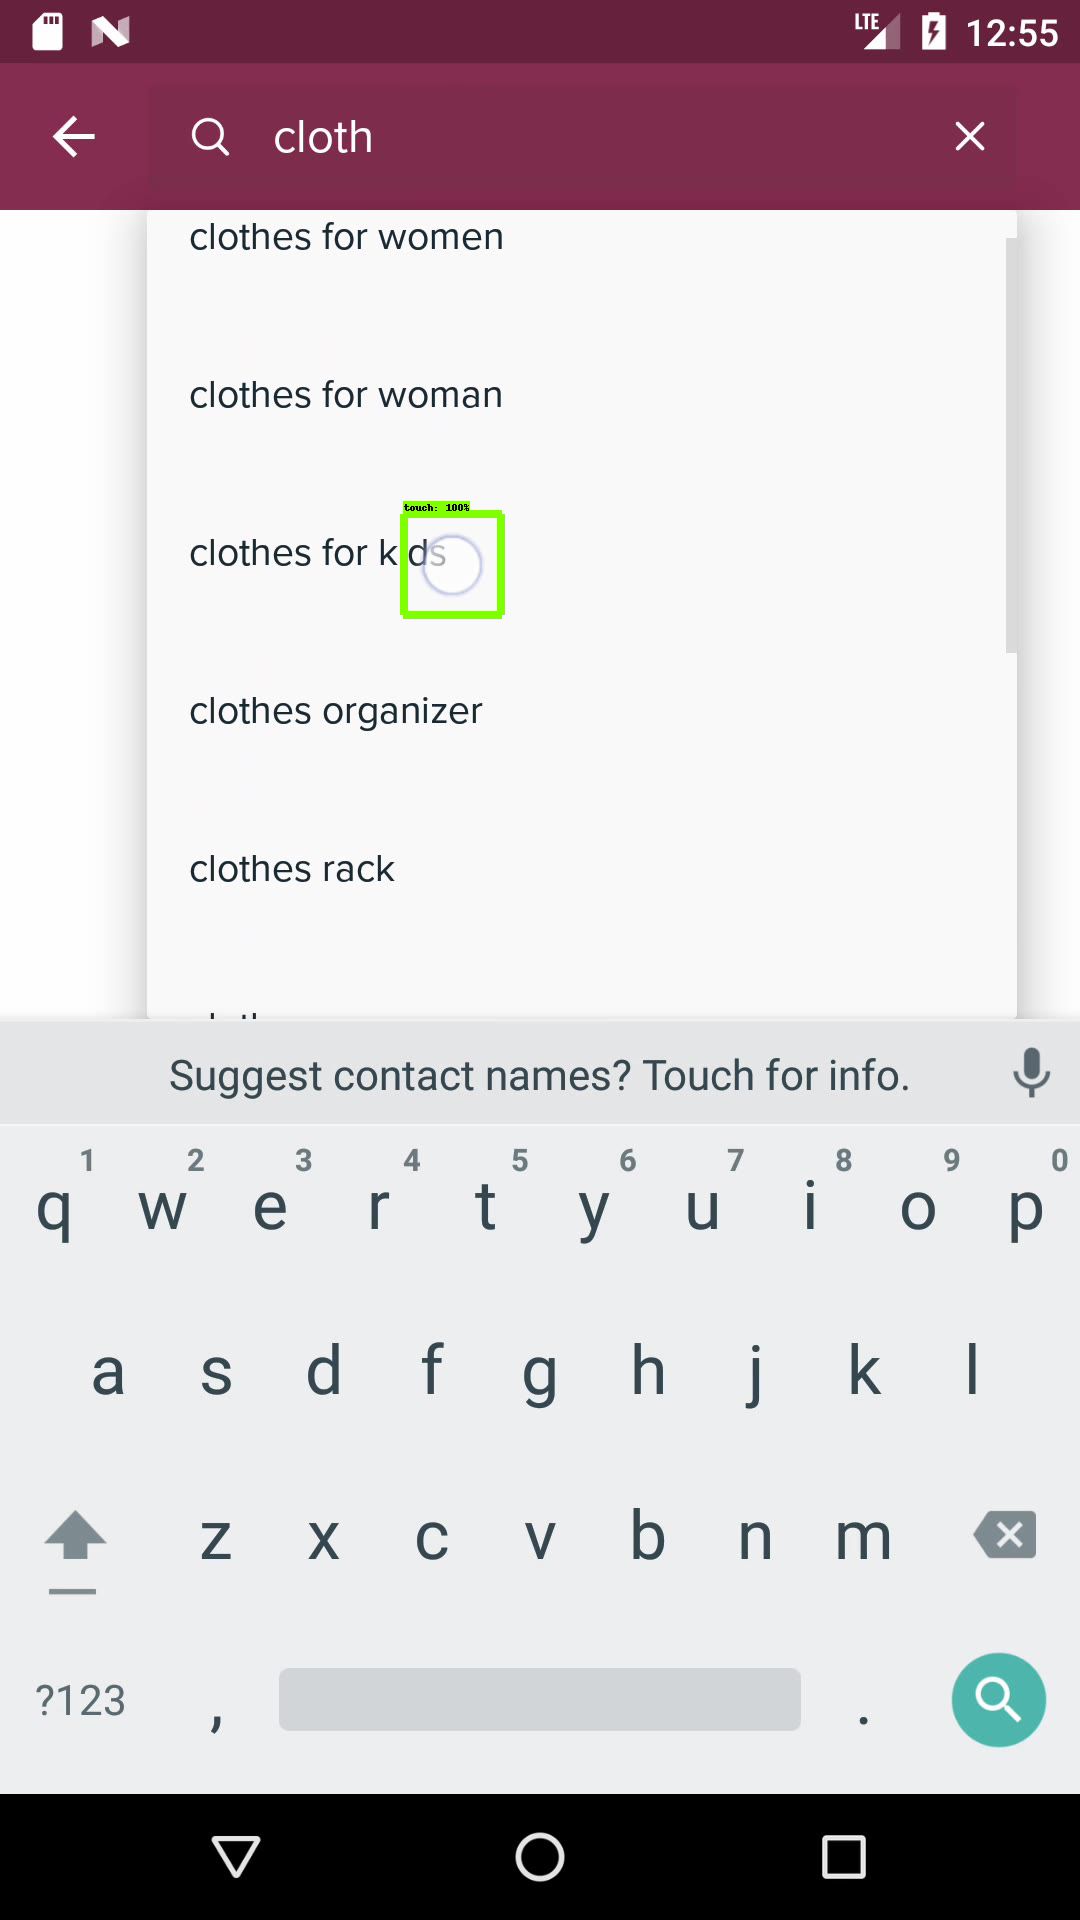 LTE 12:55
cloth
clothes for women
clothes for woman
touch: 100%
clothes for kids
clothes organizer
clothes rack
Suggest contact names? Touch for info.
1 2 3 4 5 6 7 8 9 0
q w e r t y u i o p
a s d f g h j k l
z x c v b n m
?123 , .